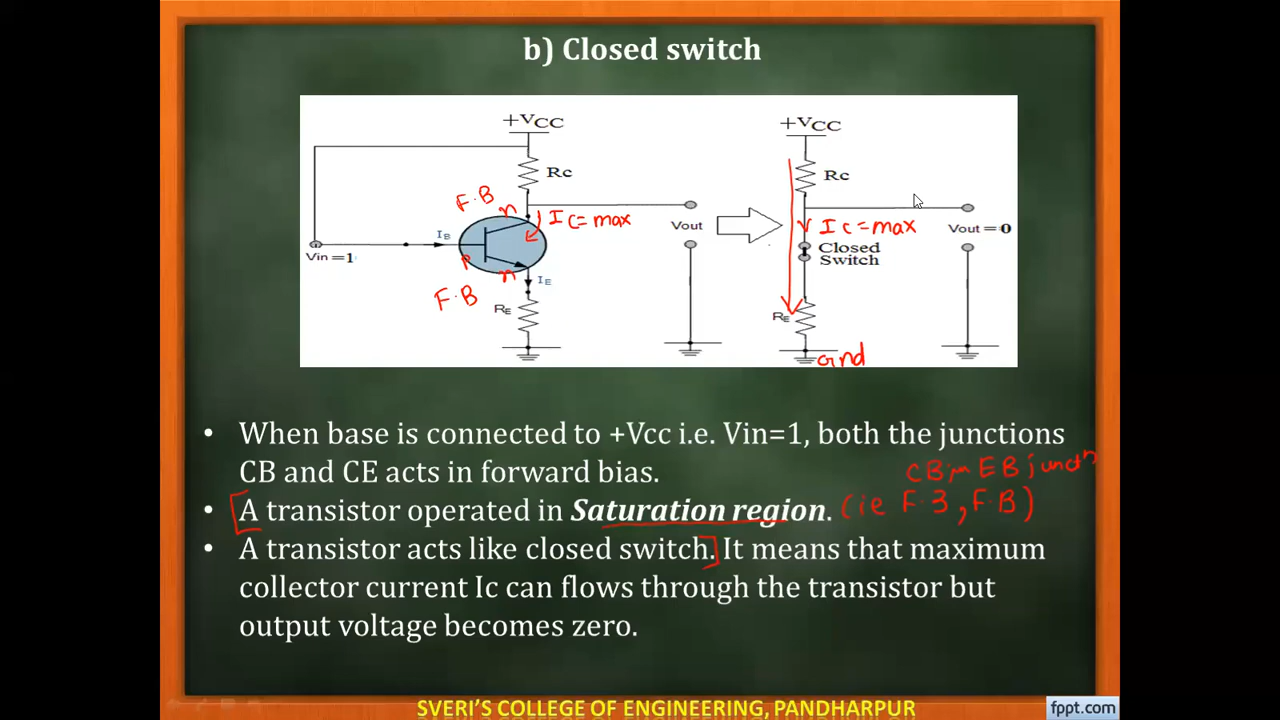 b) Closed switch
+VCC
Rc
F.B
n
Ic=max
IB
Vin=1
P
n
F.B
IE
RE
Vout
+VCC
Rc
Ic=max
Closed
Switch
Vout=0
RE
Gnd
• When base is connected to +Vcc i.e. Vin=1, both the junctions
CB and CE acts in forward bias.
CB jun EB junctn
• A transistor operated in Saturation region. (ie F.B, F.B)
• A transistor acts like closed switch. It means that maximum
collector current Ic can flows through the transistor but
output voltage becomes zero.
SVERI'S COLLEGE OF ENGINEERING, PANDHARPUR
fppt.com